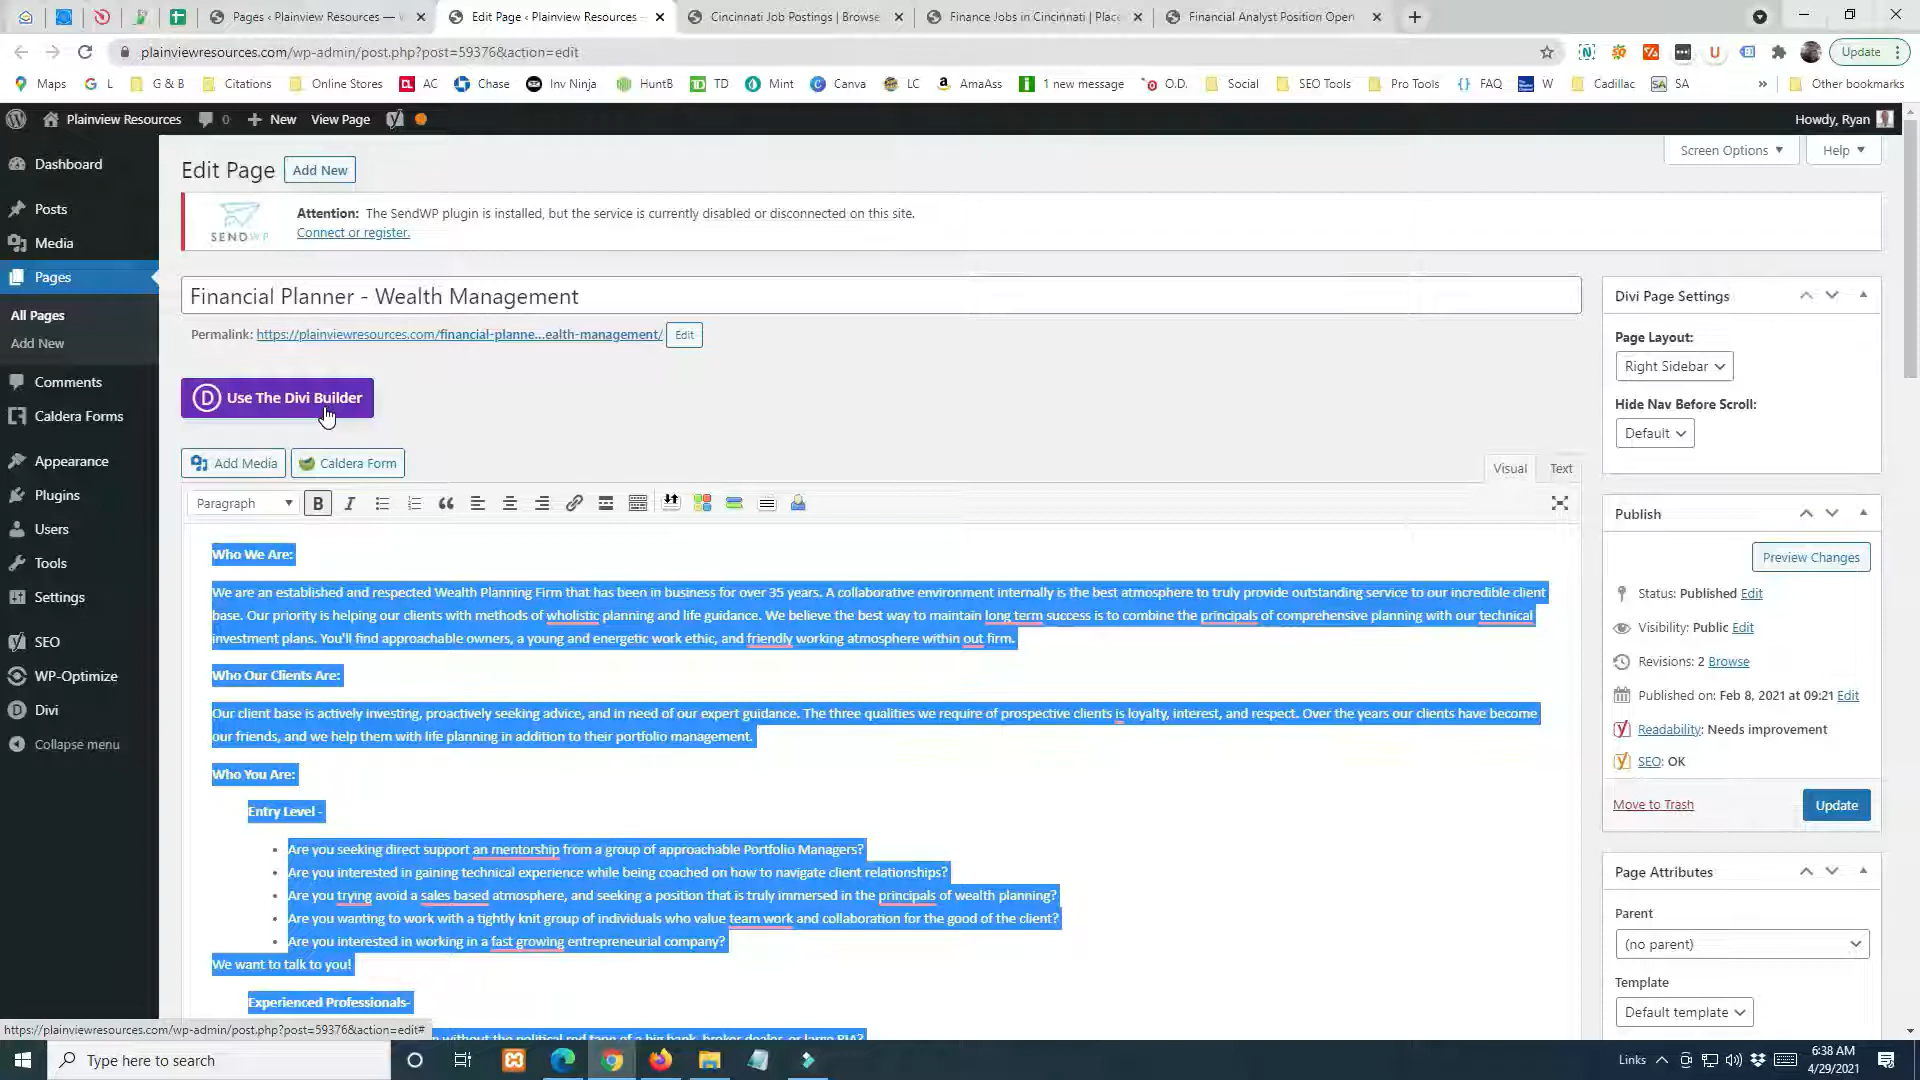 Pages ‹ Plainview Resources —
Edit Page ‹ Plainview Resources
Cincinnati Job Postings | Browse
Finance Jobs in Cincinnati | Plac
Financial Analyst Position Open
plainviewresources.com/wp-admin/post.php?post=59376&action=edit
Update
Maps
G L
G & B
Citations
Online Stores
AC
Chase
Inv Ninja
HuntB
TD
Mint
Canva
LC
AmaAss
1 new message
O.D.
Social
SEO Tools
Pro Tools
FAQ
W
Cadillac
SA
»
Other bookmarks
Plainview Resources
0
New
View Page
Howdy, Ryan
Dashboard
Posts
Media
Pages
All Pages
Add New
Comments
Caldera Forms
Appearance
Plugins
Users
Tools
Settings
SEO
WP-Optimize
Divi
Collapse menu
Edit Page
Add New
Screen Options
Help
SENDWP
Attention: The SendWP plugin is installed, but the service is currently disabled or disconnected on this site.
Connect or register.
Financial Planner - Wealth Management
Permalink: https://plainviewresources.com/financial-planne...ealth-management/ Edit
D Use The Divi Builder
Add Media
Caldera Form
Visual
Text
Paragraph
B I
Who We Are:
We are an established and respected Wealth Planning Firm that has been in business for over 35 years. A collaborative environment internally is the best atmosphere to truly provide outstanding service to our incredible client
base. Our priority is helping our clients with methods of wholistic planning and life guidance. We believe the best way to maintain long term success is to combine the principals of comprehensive planning with our technical
investment plans. You'll find approachable owners, a young and energetic work ethic, and friendly working atmosphere within out firm.
Who Our Clients Are:
Our client base is actively investing, proactively seeking advice, and in need of our expert guidance. The three qualities we require of prospective clients is loyalty, interest, and respect. Over the years our clients have become
our friends, and we help them with life planning in addition to their portfolio management.
Who You Are:
Entry Level -
• Are you seeking direct support an mentorship from a group of approachable Portfolio Managers?
• Are you interested in gaining technical experience while being coached on how to navigate client relationships?
• Are you trying avoid a sales based atmosphere, and seeking a position that is truly immersed in the principals of wealth planning?
• Are you wanting to work with a tightly knit group of individuals who value team work and collaboration for the good of the client?
• Are you interested in working in a fast growing entrepreneurial company?
We want to talk to you!
Experienced Professionals-
without the political red tape of a big bank, broker dealer, or large RIA?
Divi Page Settings
Page Layout:
Right Sidebar
Hide Nav Before Scroll:
Default
Publish
Preview Changes
Status: Published Edit
Visibility: Public Edit
Revisions: 2 Browse
Published on: Feb 8, 2021 at 09:21 Edit
Readability: Needs improvement
SEO: OK
Move to Trash
Update
Page Attributes
Parent
(no parent)
Template
Default template
https://plainviewresources.com/wp-admin/post.php?post=59376&action=edit#
Type here to search
Links
6:38 AM
4/29/2021